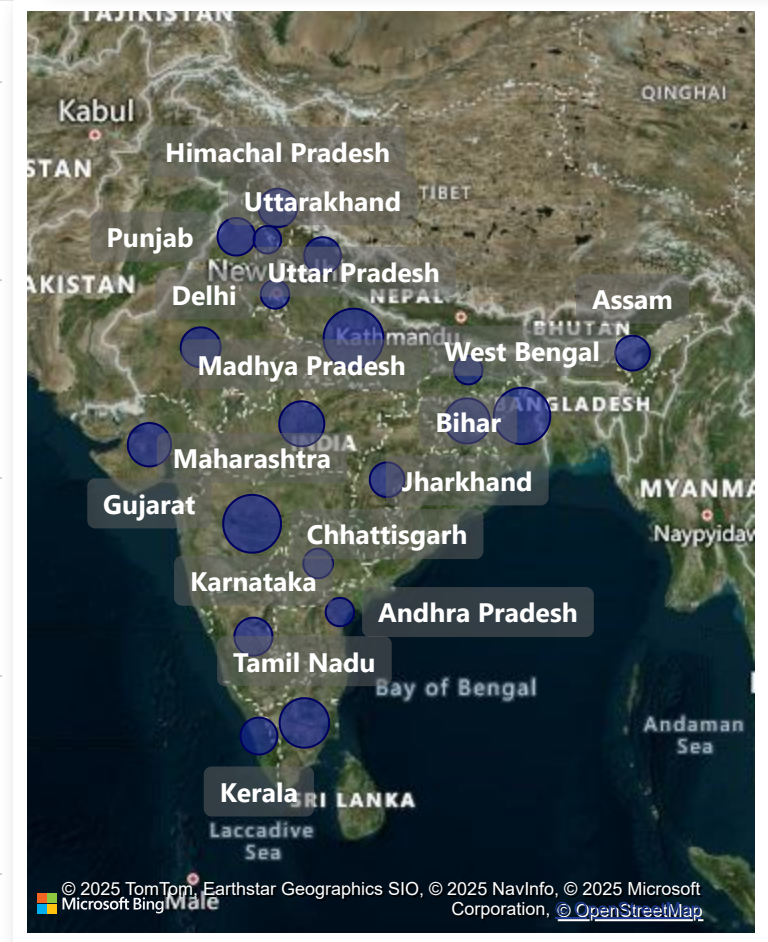 TAJIKISTAN
QINGHAI
Kabul
STAN
Himachal Pradesh
TIBET
Uttarakhand
Punjab
New
Uttar Pradesh
AKISTAN
Delhi
NEPAL
Assam
Kathmandu
BHUTAN
West Bengal
Madhya Pradesh
BANGLADESH
Bihar
INDIA
Maharashtra
Jharkhand
MYANMA
Gujarat
Chhattisgarh
Naypyidaw
Karnataka
Andhra Pradesh
Tamil Nadu
Bay of Bengal
Andaman
Sea
Kerala
SRI LANKA
Laccadive
Sea
Male
© 2025 TomTom, Earthstar Geographics SIO, © 2025 NavInfo, © 2025 Microsoft
Corporation, © OpenStreetMap
Microsoft Bing